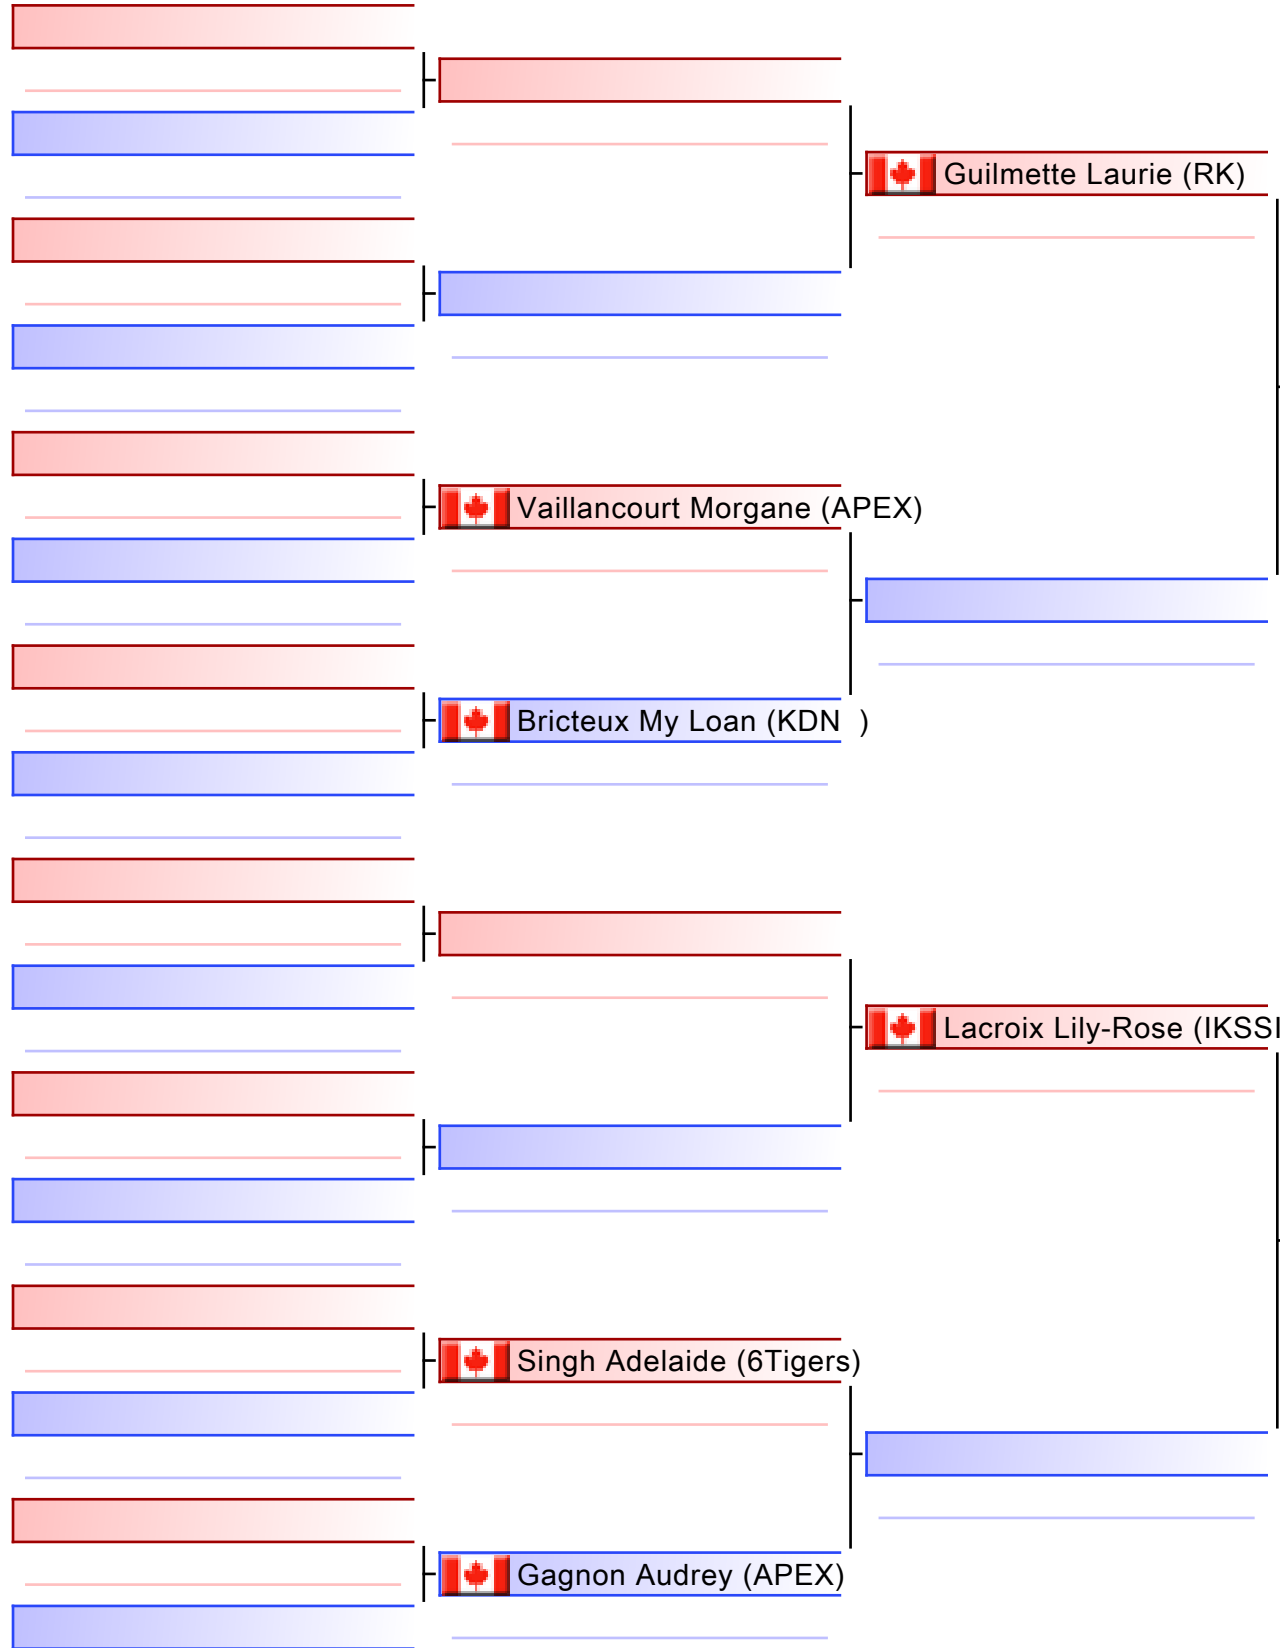 Guilmette Laurie (RK)
Vaillancourt Morgane (APEX)
Bricteux My Loan (KDN  )
Lacroix Lily-Rose (IKSSI
Singh Adelaide (6Tigers)
Gagnon Audrey (APEX)